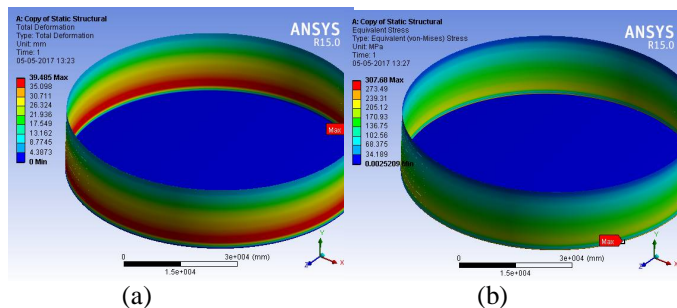 A: Copy of Static Structural
Total Deformation
Type: Total Deformation
Unit: mm
Time: 1
05-05-2017 13:23
39.485 Max
35.098
30.711
26.324
21.936
17.549
13.162
8.7745
4.3873
0 Min
ANSYS
R15.0
Max
0
3e+004 (mm)
1.5e+004
Y
Z
X
(a)
A: Copy of Static Structural
Equivalent Stress
Type: Equivalent (von-Mises) Stress
Unit: MPa
Time: 1
05-05-2017 13:27
307.68 Max
273.49
239.31
205.12
170.93
136.75
102.56
68.375
34.189
0.0025209 Min
ANSYS
R15.0
Max
0
3e+004 (mm)
1.5e+004
Y
Z
X
(b)